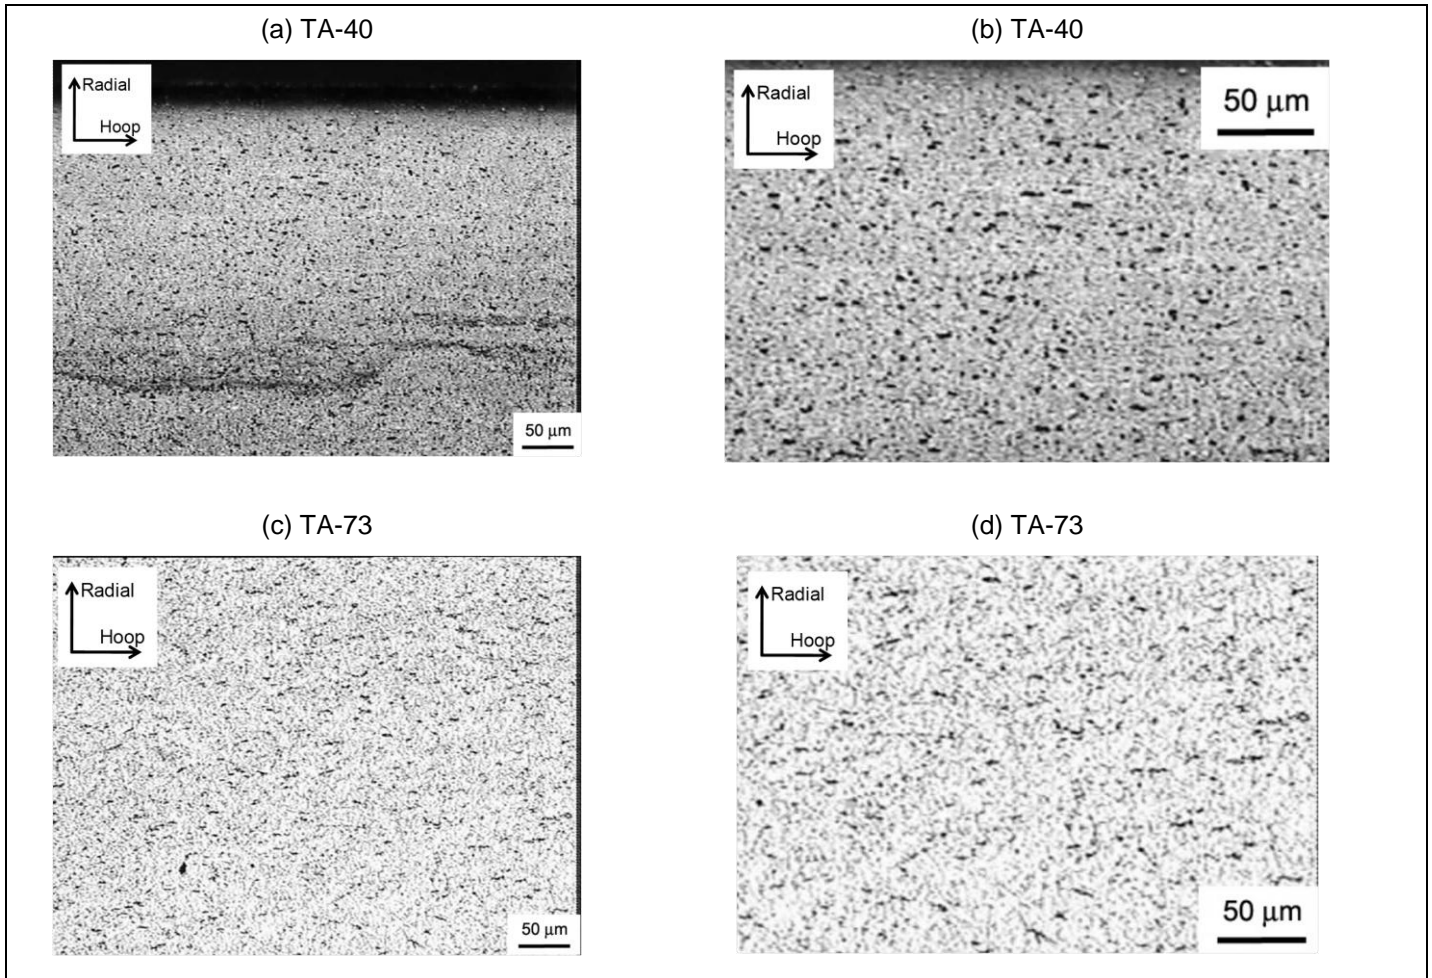 (a) TA-40
(b) TA-40
Radial
Hoop
50 μm
Radial
Hoop
50 μm
(c) TA-73
(d) TA-73
Radial
Hoop
50 μm
Radial
Hoop
50 μm